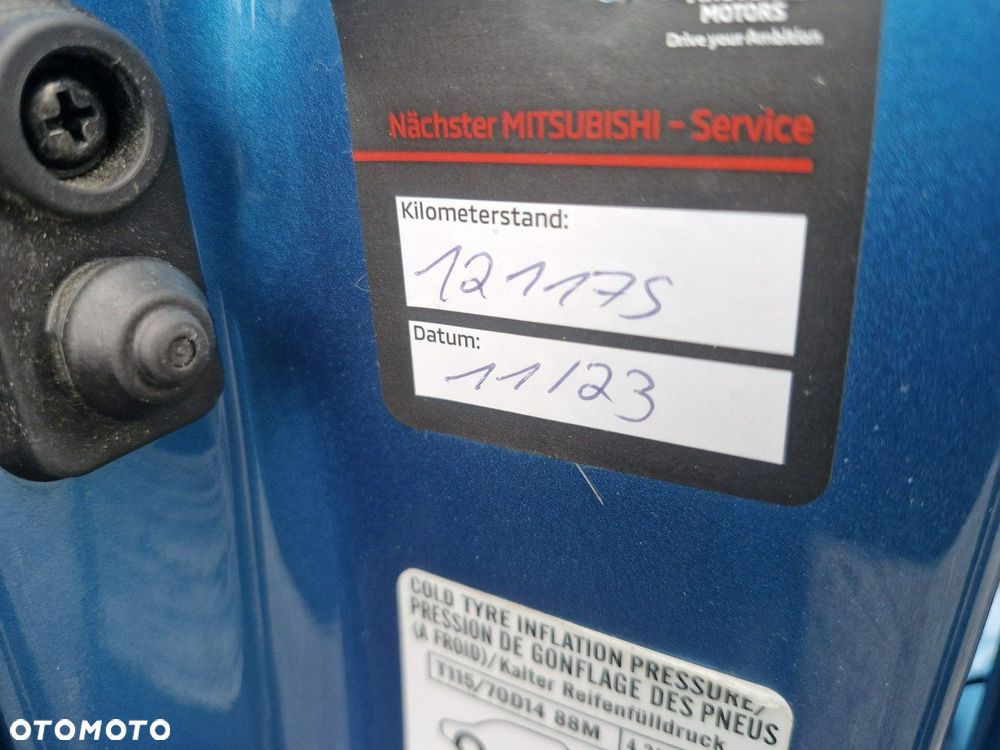 MOTORS
Drive your Ambition
Nächster MITSUBISHI - Service
Kilometerstand:
121175
Datum:
11/23
COLD TYRE INFLATION PRESSURE/
PRESSION DE GONFLAGE DES PNEUS
(A FROID)/Kalter Reifenfülldruck
T115/70D14 88M
OTOMOTO